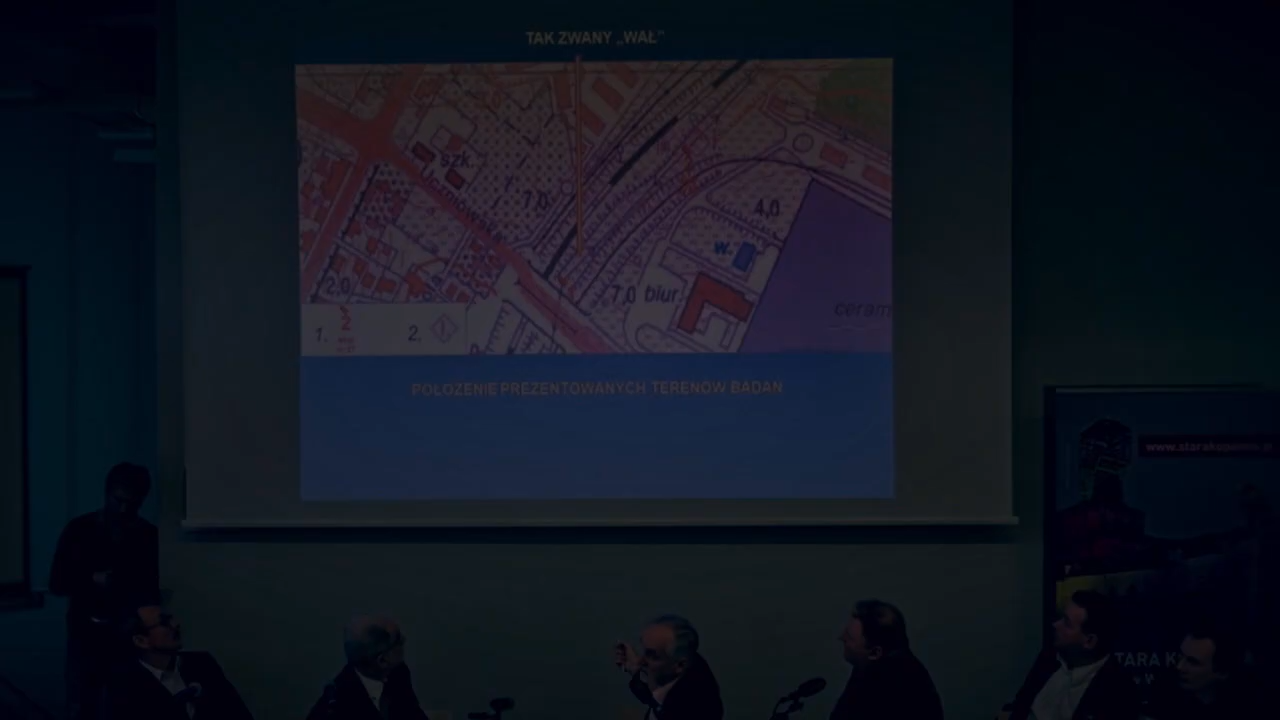 TAK ZWANY „WAŁ”
szk.
7,0
4,0
w.
2,0
7,0 biur.
ceram
1.
2.
POŁOŻENIE PREZENTOWANYCH TERENÓW BADAŃ
www.starakopalnia.pl
TARA K